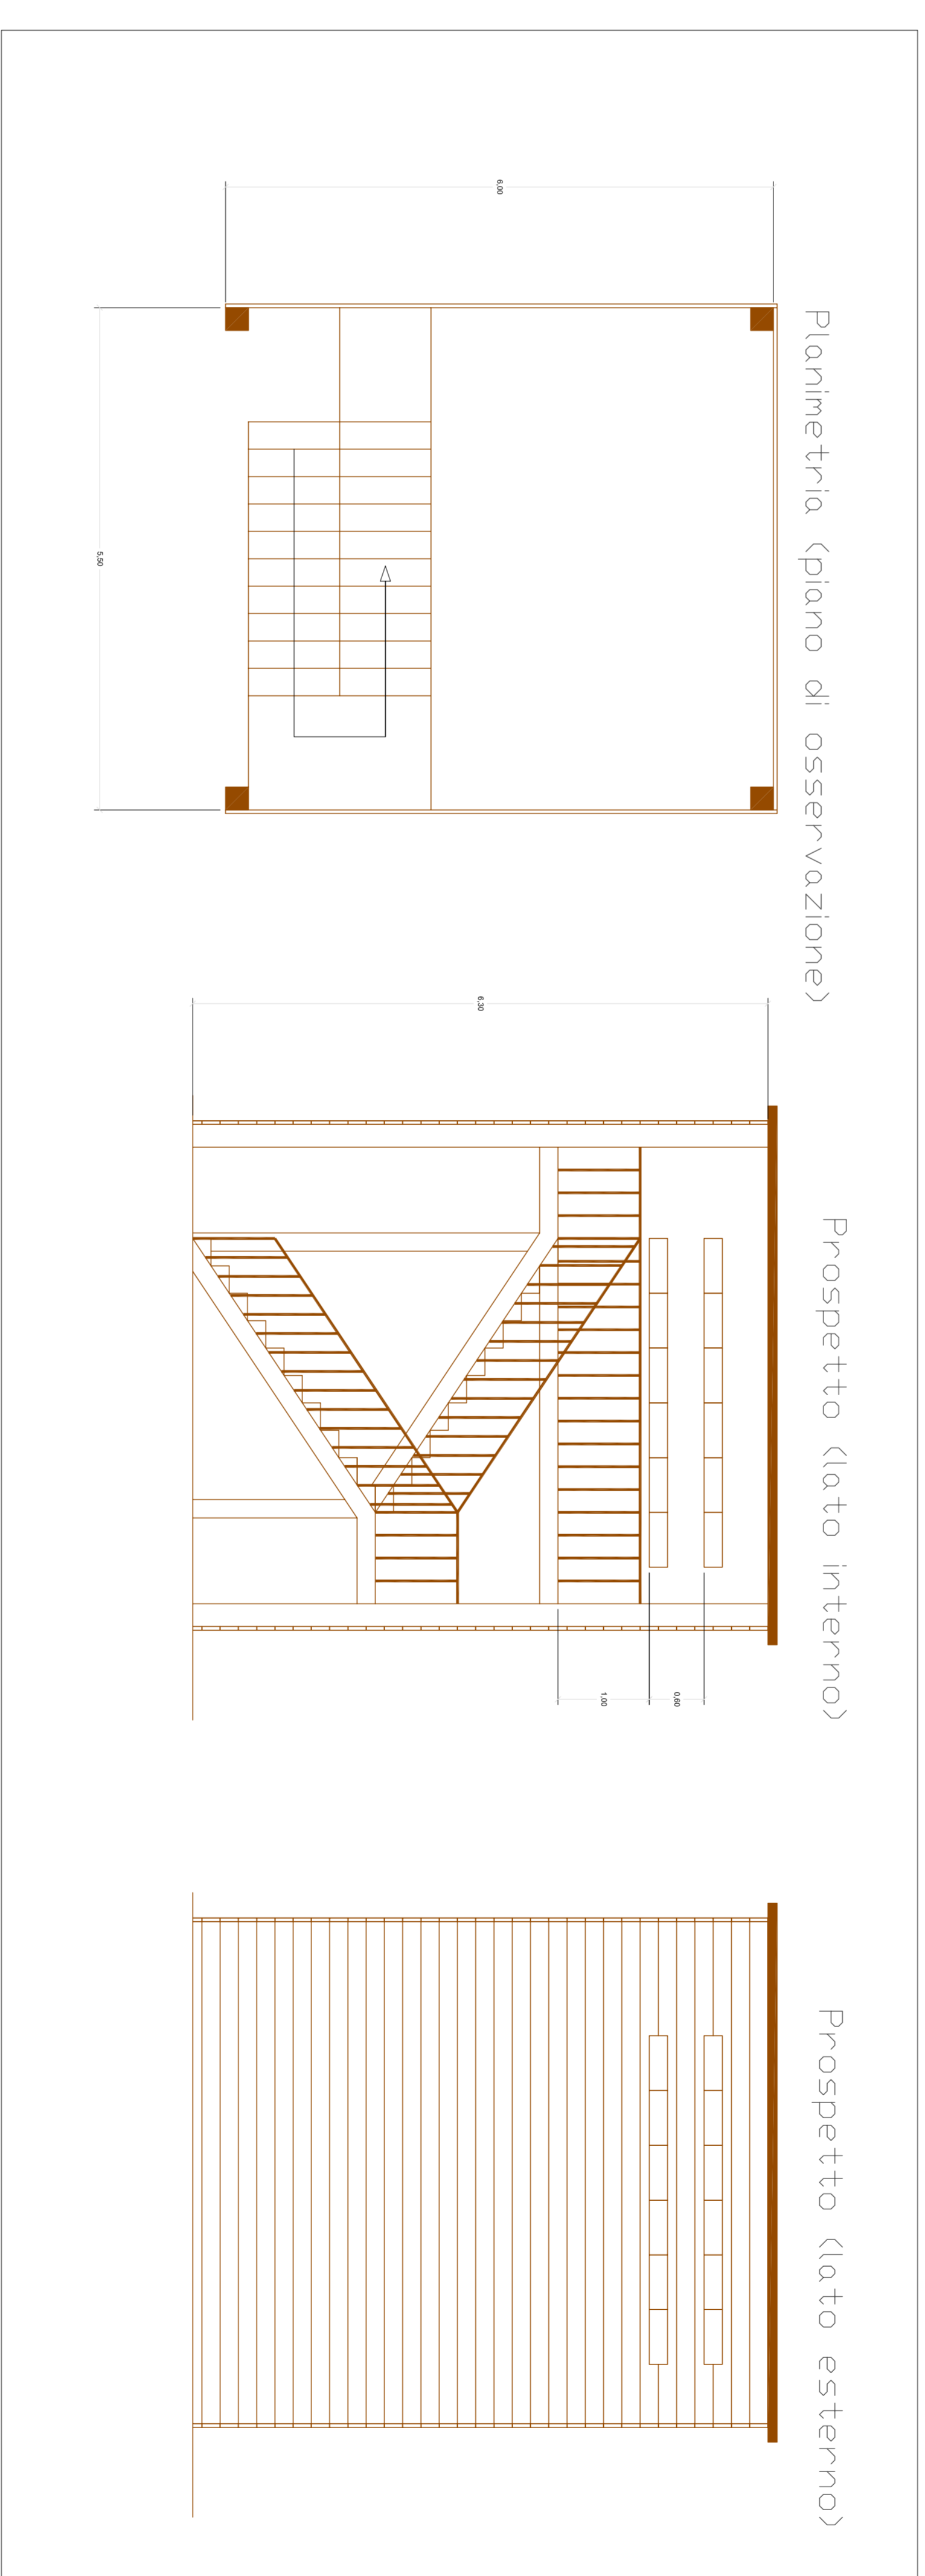 Planimetria (piano di osservazione)
6.00
5.50
Prospetto (lato interno)
6.30
1.00
0.60
Prospetto (lato esterno)